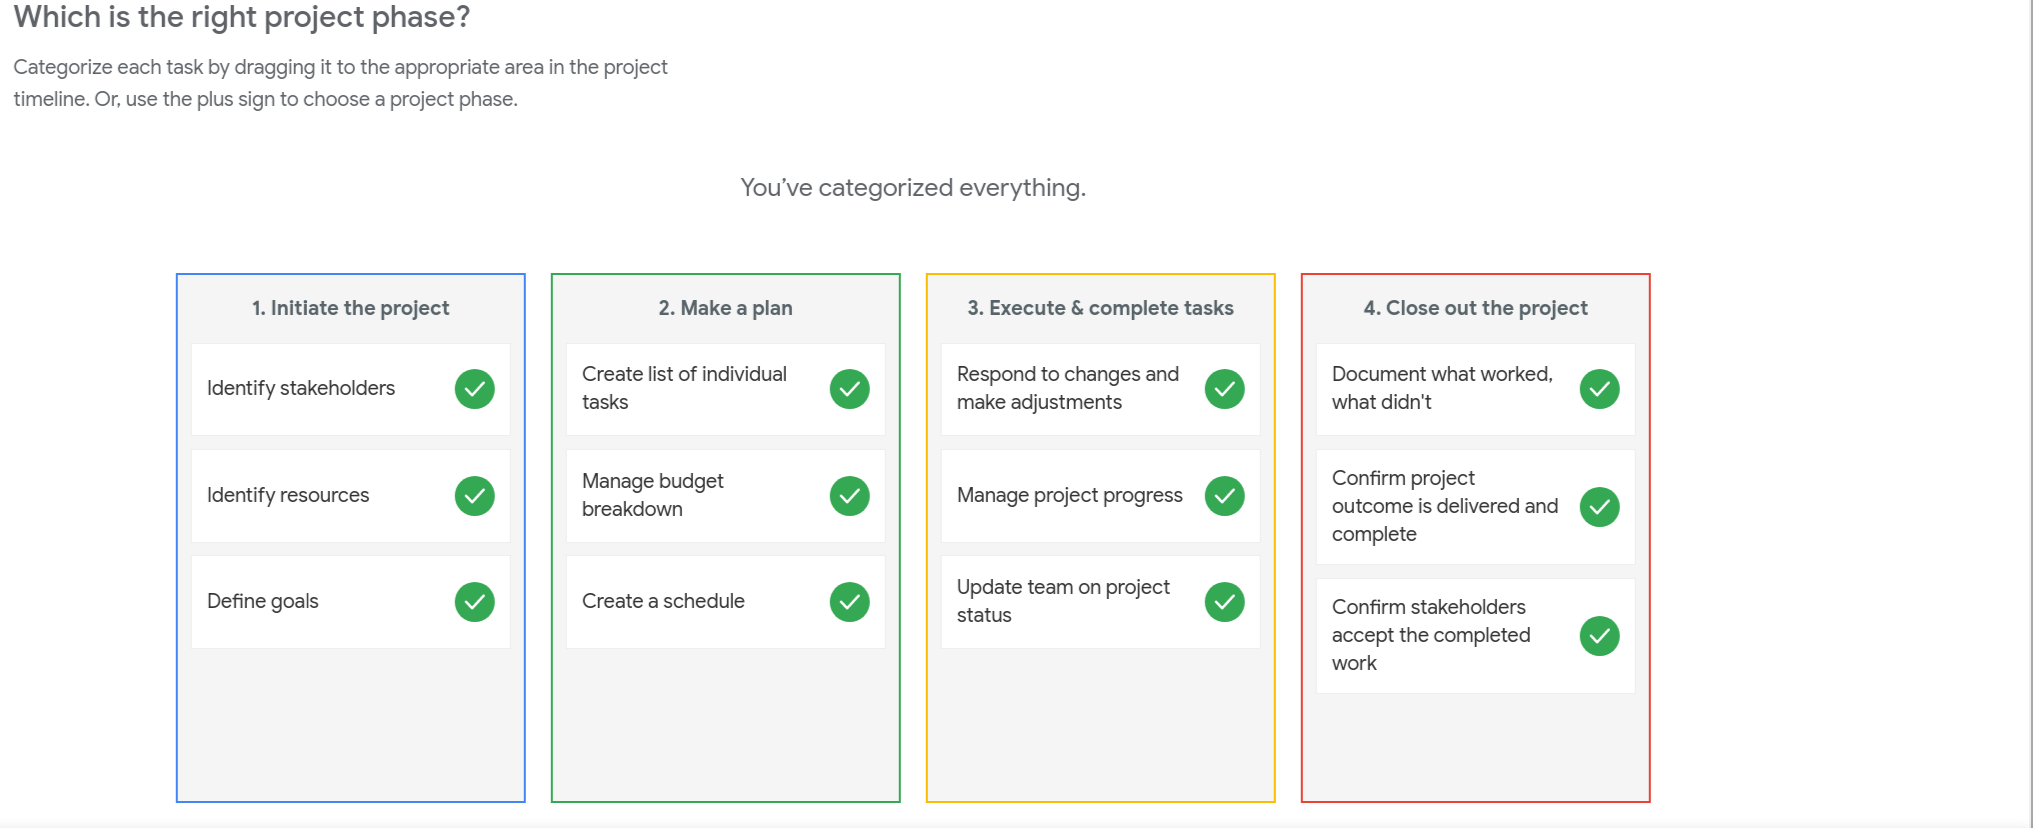 Which is the right project phase?
Categorize each task by dragging it to the appropriate area in the project
timeline. Or, use the plus sign to choose a project phase.
You’ve categorized everything.
1. Initiate the project
Identify stakeholders
Identify resources
Define goals
2. Make a plan
Create list of individual
tasks
Manage budget
breakdown
Create a schedule
3. Execute & complete tasks
Respond to changes and
make adjustments
Manage project progress
Update team on project
status
4. Close out the project
Document what worked,
what didn't
Confirm project
outcome is delivered and
complete
Confirm stakeholders
accept the completed
work